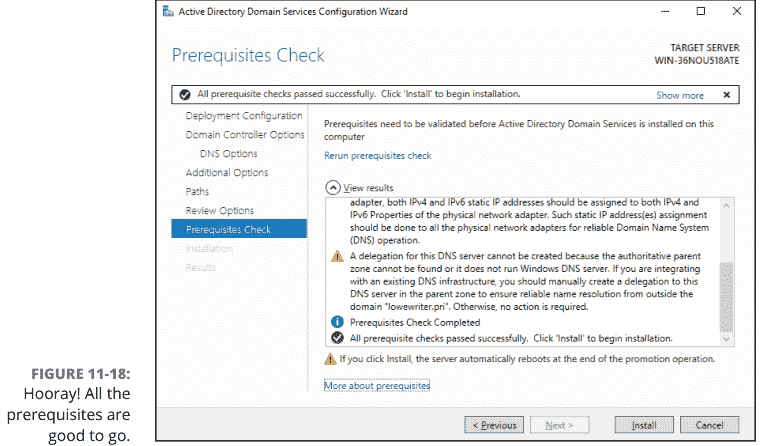 Active Directory Domain Services Configuration Wizard
Prerequisites Check
TARGET SERVER
WIN-36NOU518ATE
All prerequisite checks passed successfully. Click 'Install' to begin installation.
Show more
Deployment Configuration
Domain Controller Options
DNS Options
Additional Options
Paths
Review Options
Prerequisites Check
Installation
Results
Prerequisites need to be validated before Active Directory Domain Services is installed on this
computer
Rerun prerequisites check
View results
adapter, both IPv4 and IPv6 static IP addresses should be assigned to both IPv4 and
IPv6 Properties of the physical network adapter. Such static IP address(es) assignment
should be done to all the physical network adapters for reliable Domain Name System
(DNS) operation.
A delegation for this DNS server cannot be created because the authoritative parent
zone cannot be found or it does not run Windows DNS server. If you are integrating
with an existing DNS infrastructure, you should manually create a delegation to this
DNS server in the parent zone to ensure reliable name resolution from outside the
domain "lowewriter.pri". Otherwise, no action is required.
Prerequisites Check Completed
All prerequisite checks passed successfully. Click 'Install' to begin installation.
If you click Install, the server automatically reboots at the end of the promotion operation.
More about prerequisites
< Previous
Next >
Install
Cancel
FIGURE 11-18:
Hooray! All the
prerequisites are
good to go.